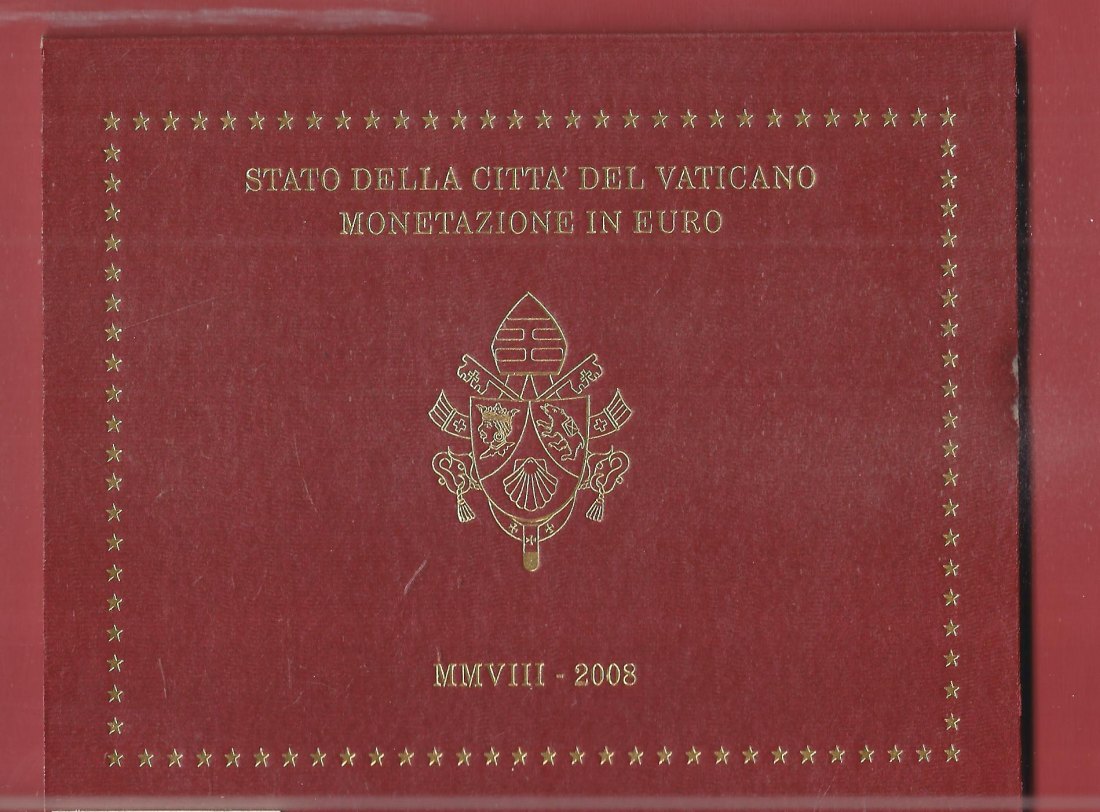 STATO DELLA CITTA' DEL VATICANO
MONETAZIONE IN EURO
MMVIII - 2008